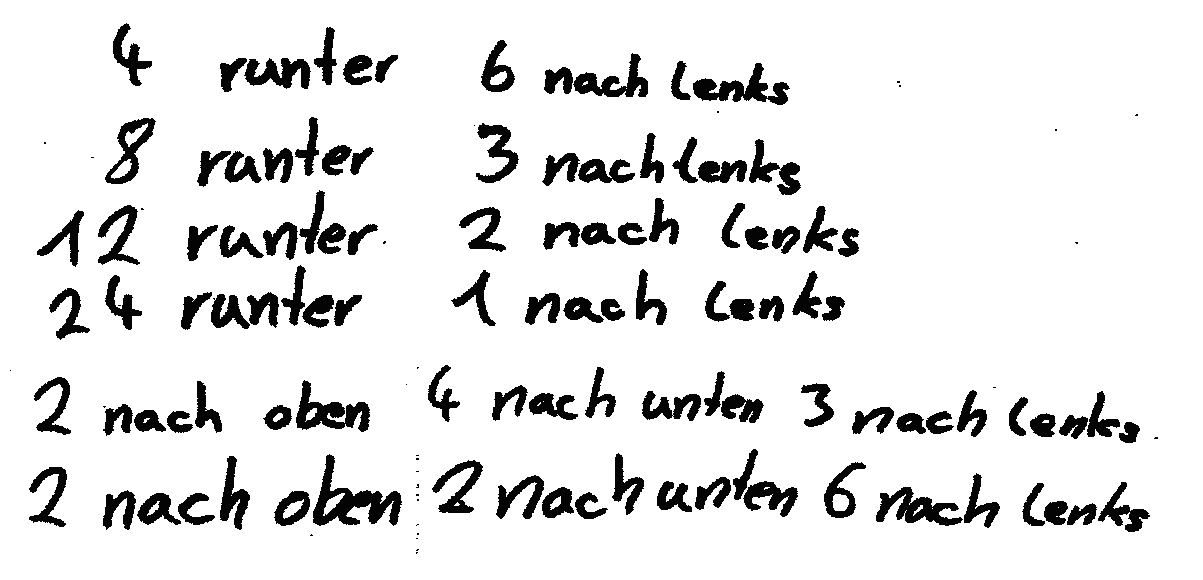 4 runter 6 nach lenks
8 runter 3 nach lenks
12 runter 2 nach lenks
24 runter 1 nach lenks
2 nach oben 4 nach unten 3 nach lenks
2 nach oben 2 nach unten 6 nach lenks